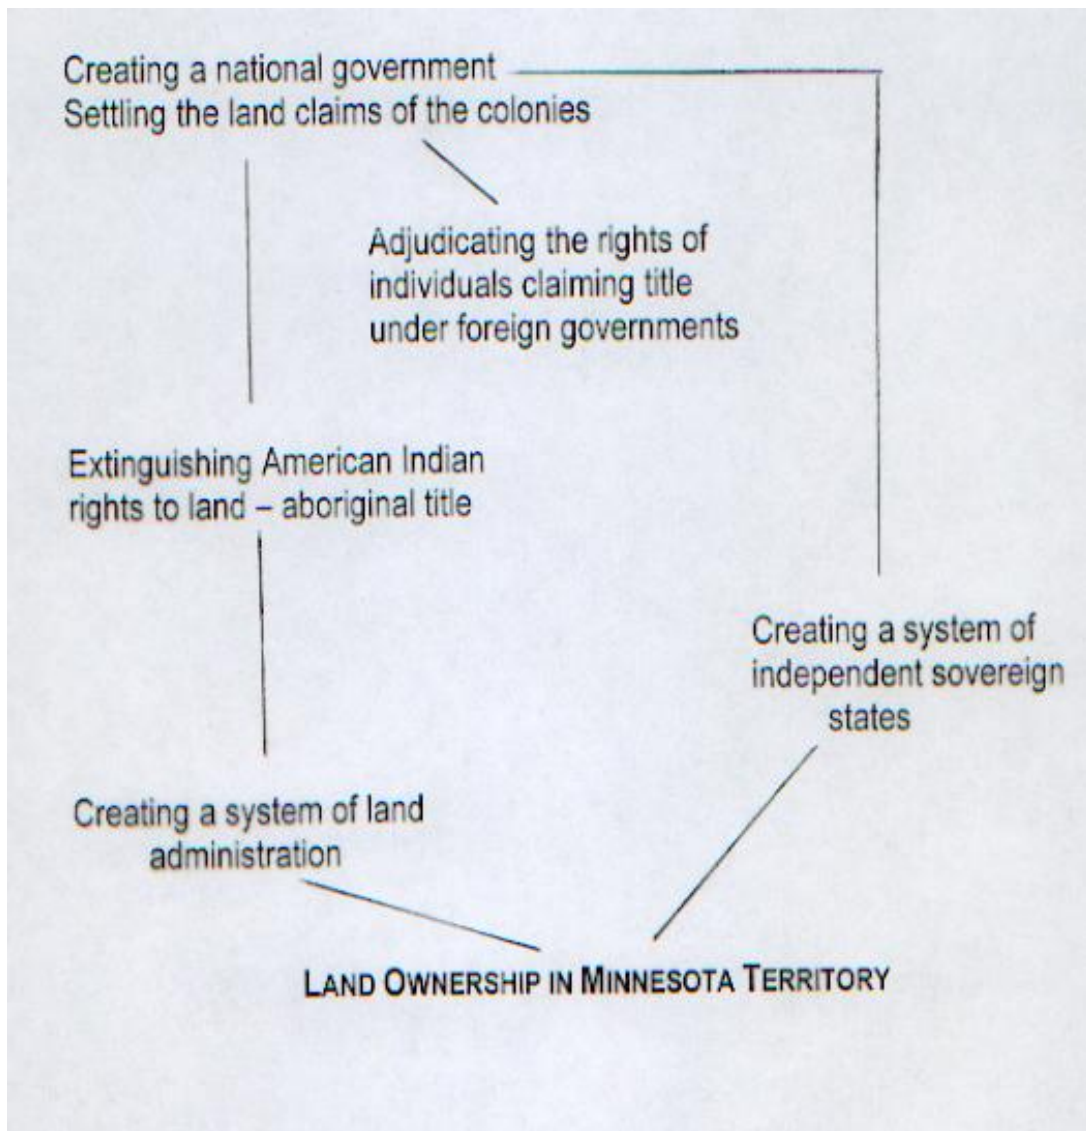 Creating a national government
Settling the land claims of the colonies
Adjudicating the rights of
individuals claiming title
under foreign governments
Extinguishing American Indian
rights to land – aboriginal title
Creating a system of
independent sovereign
states
Creating a system of land
administration
LAND OWNERSHIP IN MINNESOTA TERRITORY